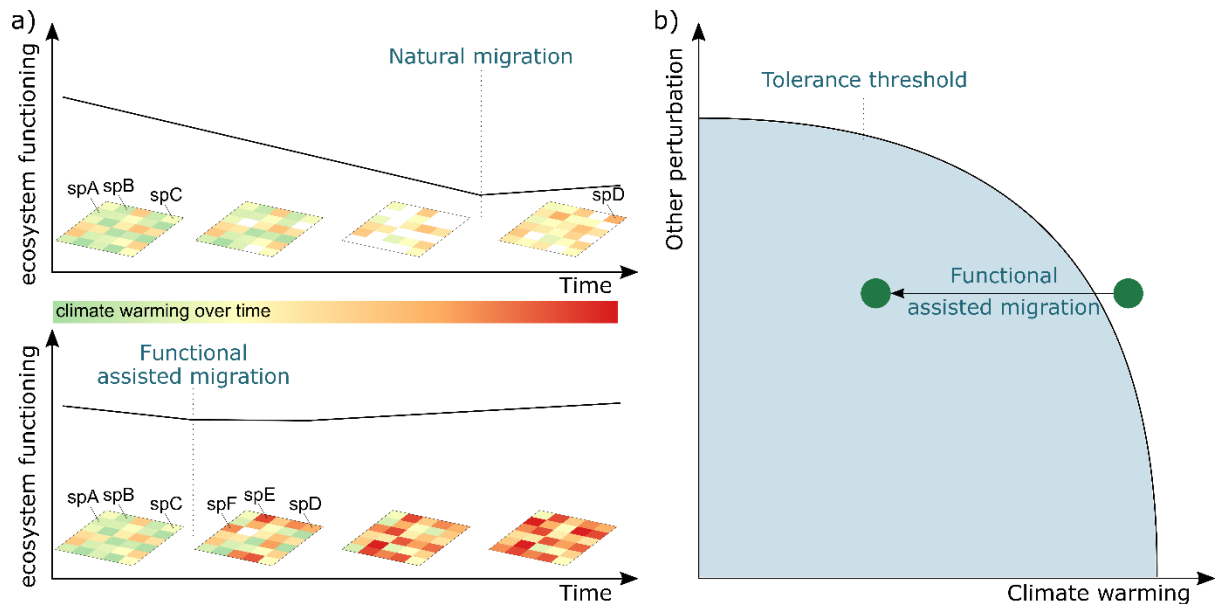 a)
ecosystem functioning
Natural migration
spA
spB
spC
spD
Time
climate warming over time
ecosystem functioning
Functional
assisted migration
spA
spB
spC
spF
spE
spD
Time
b)
Other perturbation
Tolerance threshold
Functional
assisted migration
Climate warming